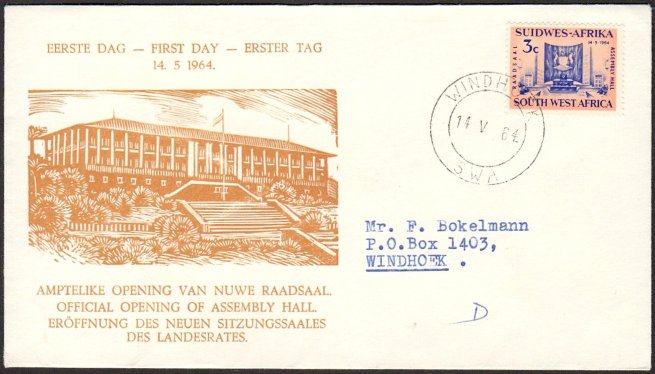 EERSTE DAG — FIRST DAY — ERSTER TAG
14. 5 1964.
SUIDWES-AFRIKA
3c
14·5·1964
RAADSAAL
ASSEMBLY HALL
SOUTH WEST AFRICA
WINDHOEK
14 V 64
S.W.A.
Mr. F. Bokelmann
P.O.Box 1403,
WINDHOEK .
D
AMPTELIKE OPENING VAN NUWE RAADSAAL.
OFFICIAL OPENING OF ASSEMBLY HALL.
ERÖFFNUNG DES NEUEN SITZUNGSSAALES
DES LANDESRATES.